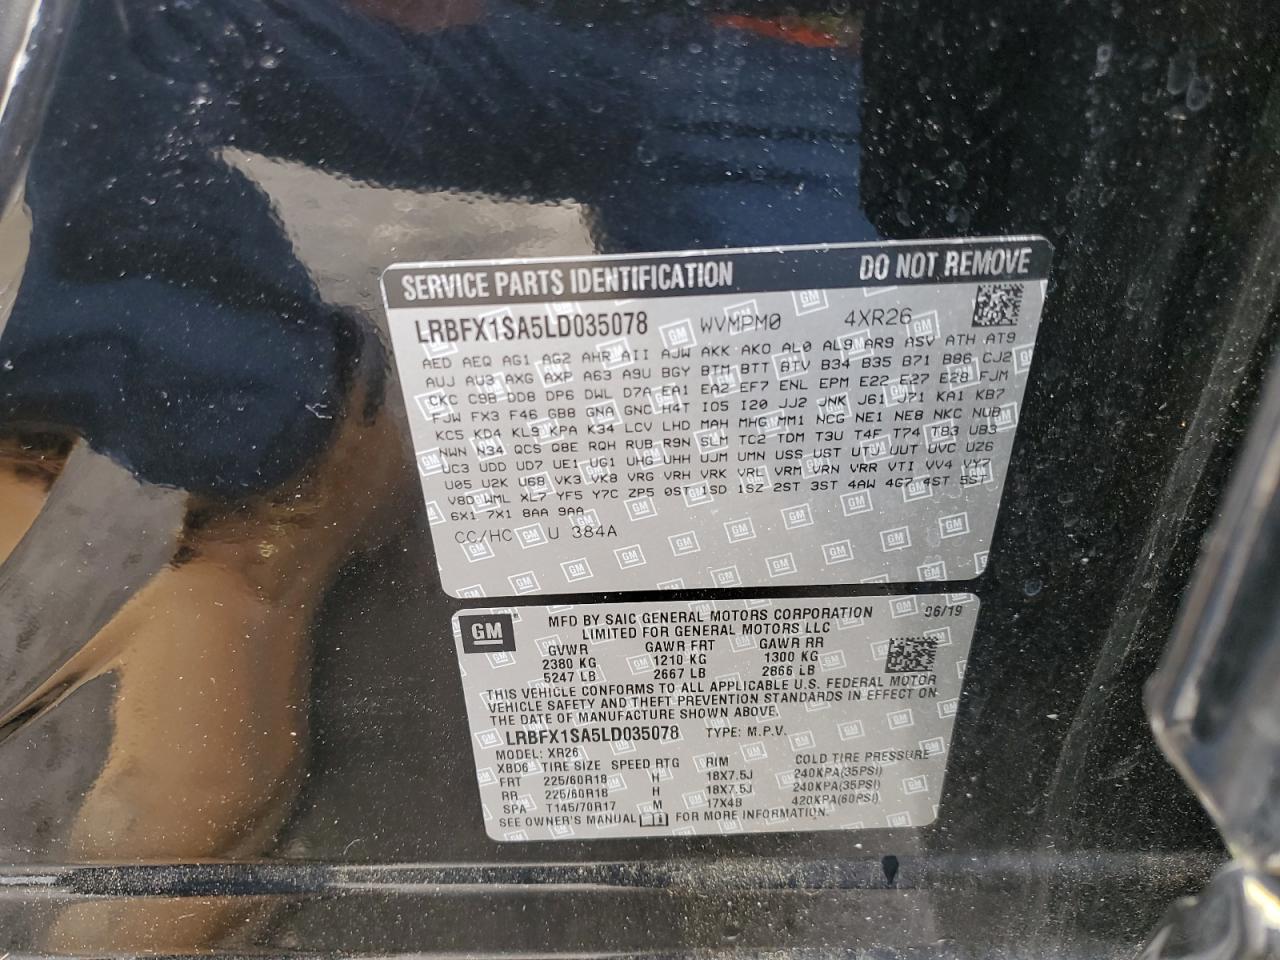 SERVICE PARTS IDENTIFICATION DO NOT REMOVE
LRBFX1SA5LD035078 WVMPM0 4XR26
AED AEQ AG1 AG2 AHR AII AJW AKK AKO AL0 AL9 AR9 ASV ATH AT9
AUJ AU3 AXG AXP A63 A9U BGY BTM BTT BTV B34 B35 B71 B86 CJ2
CKC C9B DD8 DP6 DWL D7A EA1 EA2 EF7 ENL EPM E22 E27 E28 FJM
FJW FX3 F46 GB8 GNA GNC H4T IO5 I20 JJ2 JNK J61 J71 KA1 KB7
KC5 KD4 KL9 KPA K34 LCV LHD MAH MHG MM1 NCG NE1 NE8 NKC NUB
NWN N34 QCS Q8E RQH RUB R9N SLM TC2 TDM T3U T4F T74 T83 UB3
UC3 UDD UD7 UE1 UG1 UHG UHH UJM UMN USS UST UTJ UUT UVC UZ6
U05 U2K U68 VK3 VK8 VRG VRH VRK VRL VRM VRN VRR VTI VV4 VY7
V8D WML XL7 YF5 Y7C ZP5 0ST 1SD 1SZ 2ST 3ST 4AW 4G7 4ST 5ST
6X1 7X1 8AA 9AA
CC/HC U 384A
GM MFD BY SAIC GENERAL MOTORS CORPORATION 06/19
LIMITED FOR GENERAL MOTORS LLC
GVWR GAWR FRT GAWR RR
2380 KG 1210 KG 1300 KG
5247 LB 2667 LB 2866 LB
THIS VEHICLE CONFORMS TO ALL APPLICABLE U.S. FEDERAL MOTOR
VEHICLE SAFETY AND THEFT PREVENTION STANDARDS IN EFFECT ON
THE DATE OF MANUFACTURE SHOWN ABOVE.
LRBFX1SA5LD035078 TYPE: M.P.V.
MODEL: XR26
XBD6 TIRE SIZE SPEED RTG RIM COLD TIRE PRESSURE
FRT 225/60R18 H 18X7.5J 240KPA(35PSI)
RR 225/60R18 H 18X7.5J 240KPA(35PSI)
SPA T145/70R17 M 17X4B 420KPA(60PSI)
SEE OWNER'S MANUAL FOR MORE INFORMATION.